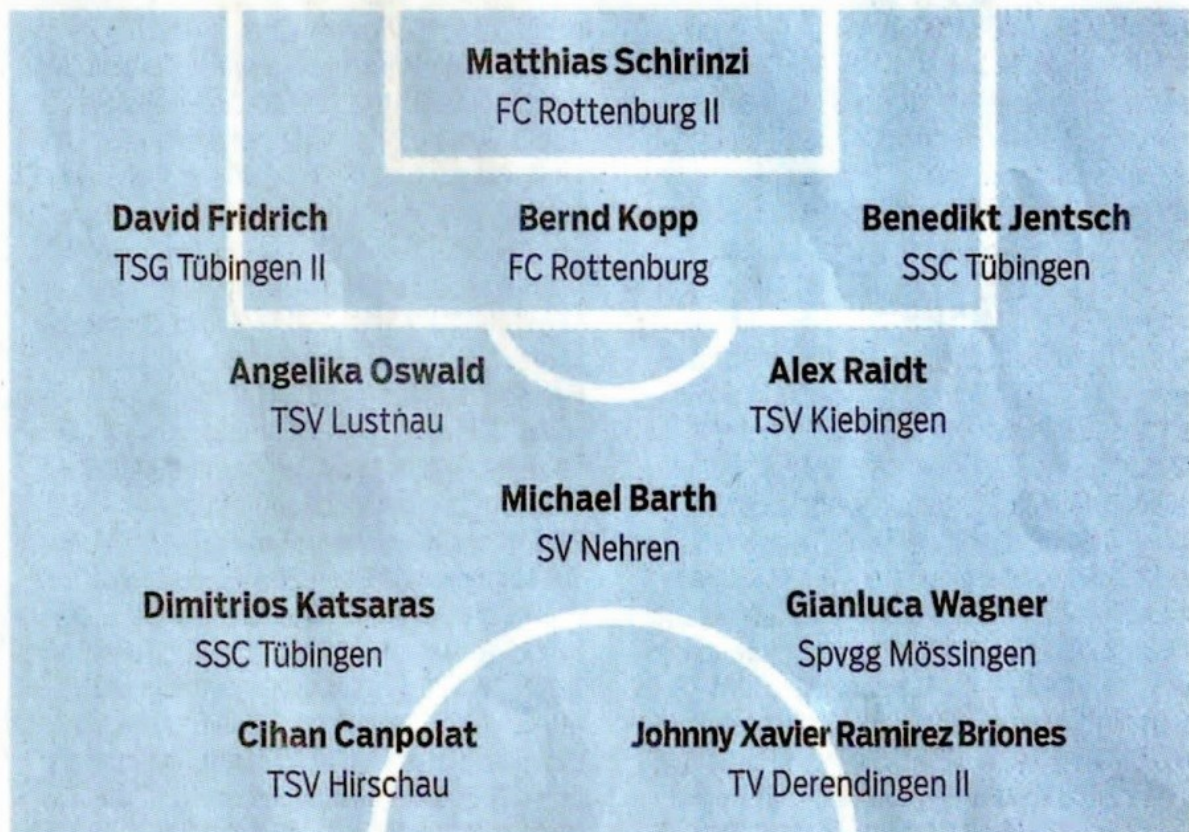 Matthias Schirinzi
FC Rottenburg II
David Fridrich
TSG Tübingen II
Bernd Kopp
FC Rottenburg
Benedikt Jentsch
SSC Tübingen
Angelika Oswald
TSV Lustnau
Alex Raidt
TSV Kiebingen
Michael Barth
SV Nehren
Dimitrios Katsaras
SSC Tübingen
Gianluca Wagner
Spvgg Mössingen
Cihan Canpolat
TSV Hirschau
Johnny Xavier Ramirez Briones
TV Derendingen II